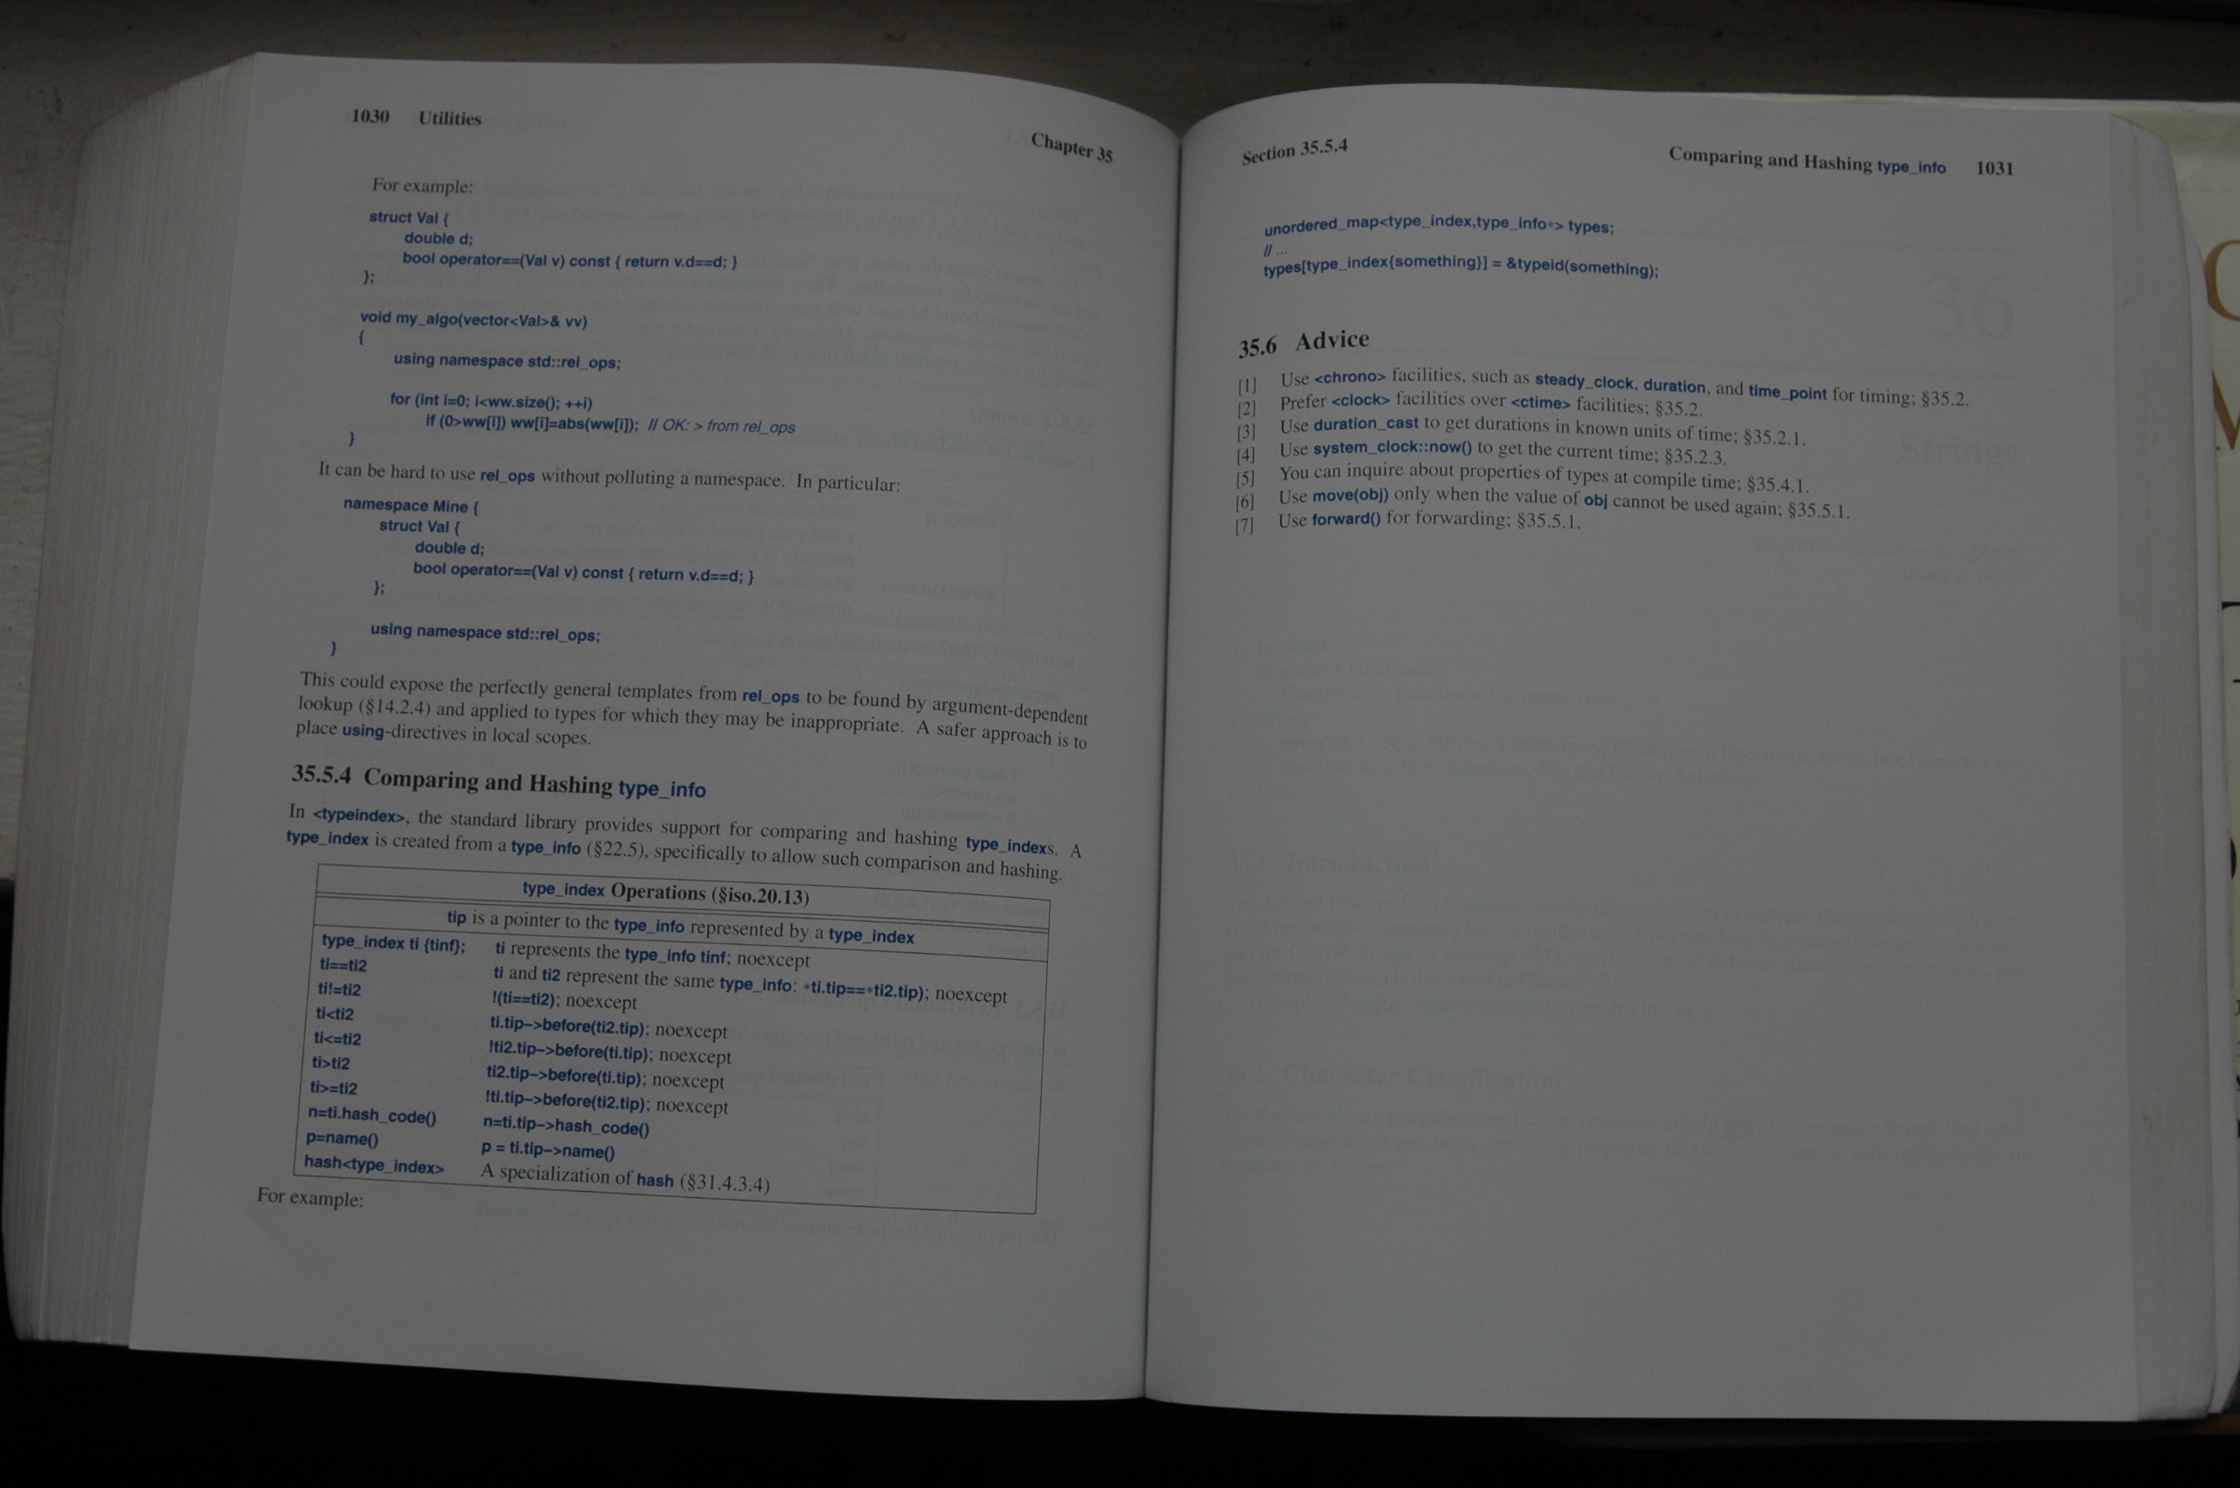 1030 Utilities Chapter 35
For example:
struct Val {
double d;
bool operator==(Val v) const { return v.d==d; }
};
void my_algo(vector<Val>& vv)
{
using namespace std::rel_ops;
for (int i=0; i<ww.size(); ++i)
if (0>ww[i]) ww[i]=abs(ww[i]); // OK: > from rel_ops
}
It can be hard to use rel_ops without polluting a namespace. In particular:
namespace Mine {
struct Val {
double d;
bool operator==(Val v) const { return v.d==d; }
};
using namespace std::rel_ops;
}
This could expose the perfectly general templates from rel_ops to be found by argument-dependent
lookup (§14.2.4) and applied to types for which they may be inappropriate. A safer approach is to
place using-directives in local scopes.
35.5.4 Comparing and Hashing type_info
In <typeindex>, the standard library provides support for comparing and hashing type_indexs. A
type_index is created from a type_info (§22.5), specifically to allow such comparison and hashing.
type_index Operations (§iso.20.13)
tip is a pointer to the type_info represented by a type_index
type_index ti {tinf}; ti represents the type_info tinf; noexcept
ti==ti2 ti and ti2 represent the same type_info: *ti.tip==*ti2.tip); noexcept
ti!=ti2 !(ti==ti2); noexcept
ti<ti2 ti.tip−>before(ti2.tip); noexcept
ti<=ti2 !ti2.tip−>before(ti.tip); noexcept
ti>ti2 ti2.tip−>before(ti.tip); noexcept
ti>=ti2 !ti.tip−>before(ti2.tip); noexcept
n=ti.hash_code() n=ti.tip−>hash_code()
p=name() p = ti.tip−>name()
hash<type_index> A specialization of hash (§31.4.3.4)
For example:
Section 35.5.4 Comparing and Hashing type_info 1031
unordered_map<type_index,type_info*> types;
// ...
types[type_index{something}] = &typeid(something);
35.6 Advice
[1] Use <chrono> facilities, such as steady_clock, duration, and time_point for timing; §35.2.
[2] Prefer <clock> facilities over <ctime> facilities; §35.2.
[3] Use duration_cast to get durations in known units of time; §35.2.1.
[4] Use system_clock::now() to get the current time; §35.2.3.
[5] You can inquire about properties of types at compile time; §35.4.1.
[6] Use move(obj) only when the value of obj cannot be used again; §35.5.1.
[7] Use forward() for forwarding; §35.5.1.